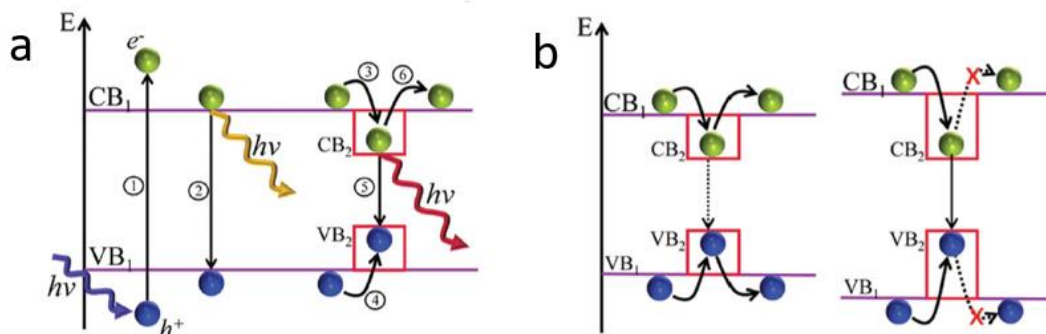 a
E
e-
③
⑥
CB₁
CB₂
hν
hν
①
②
⑤
VB₂
VB₁
④
hν
h⁺
b
E
CB₁
CB₂
VB₂
VB₁
CB₁
X
CB₂
VB₂
VB₁
X